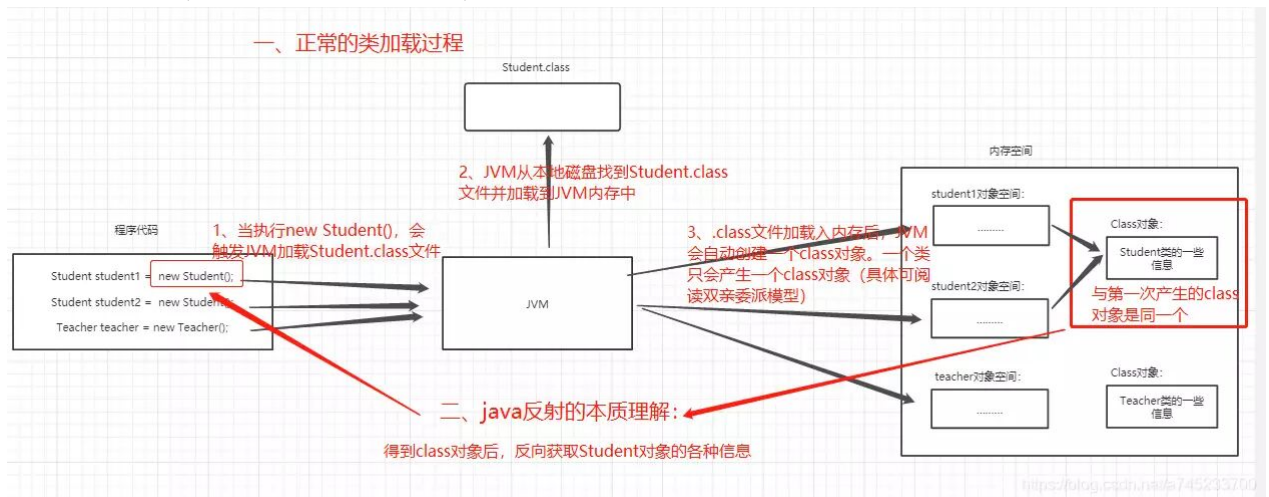 一、正常的类加载过程
Student.class
2、JVM从本地磁盘找到Student.class
文件并加载到JVM内存中
程序代码
1、当执行new Student()，会
触发JVM加载Student.class文件
Student student1 = new Student();
Student student2 = new Student();
Teacher teacher = new Teacher();
JVM
3、.class文件加载入内存后，JVM
会自动创建一个class对象。一个类
只会产生一个class对象（具体可阅
读双亲委派模型）
内存空间
student1对象空间：
.........
Class对象：
Student类的一些
信息
与第一次产生的class
对象是同一个
student2对象空间：
.........
teacher对象空间：
.........
Class对象：
Teacher类的一些
信息
二、java反射的本质理解：
得到class对象后，反向获取Student对象的各种信息
https://blog.csdn.net/a745233700